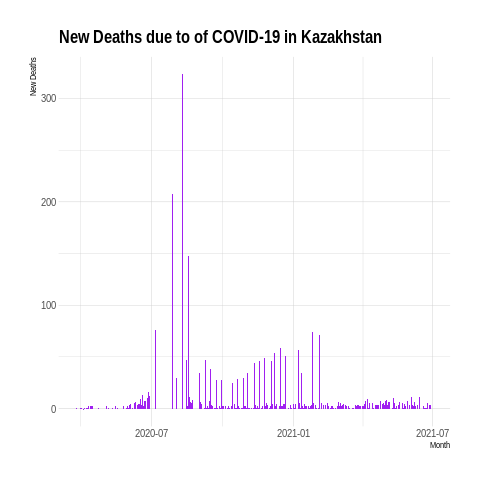 New Deaths due to of COVID-19 in Kazakhstan
New Deaths
300
200
100
0
2020-07
2021-01
2021-07
Month